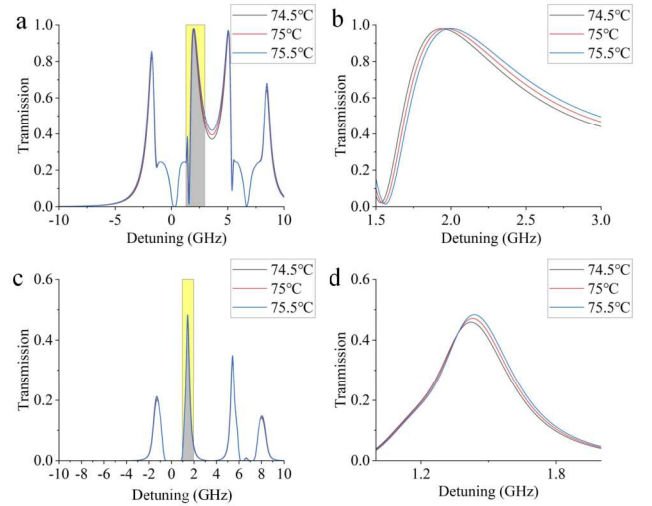 a
74.5℃
75℃
75.5℃
1.0
0.8
0.6
0.4
0.2
0.0
Tranmission
-10 -5 0 5 10
Detuning (GHz)
b
74.5℃
75℃
75.5℃
1.0
0.8
0.6
0.4
0.2
0.0
Tranmission
1.5 2.0 2.5 3.0
Detuning (GHz)
c
74.5℃
75℃
75.5℃
0.6
0.4
0.2
0.0
Tranmission
-10 -8 -6 -4 -2 0 2 4 6 8 10
Detuning (GHz)
d
74.5℃
75℃
75.5℃
0.6
0.4
0.2
0.0
Tranmission
1.2 1.8
Detuning (GHz)